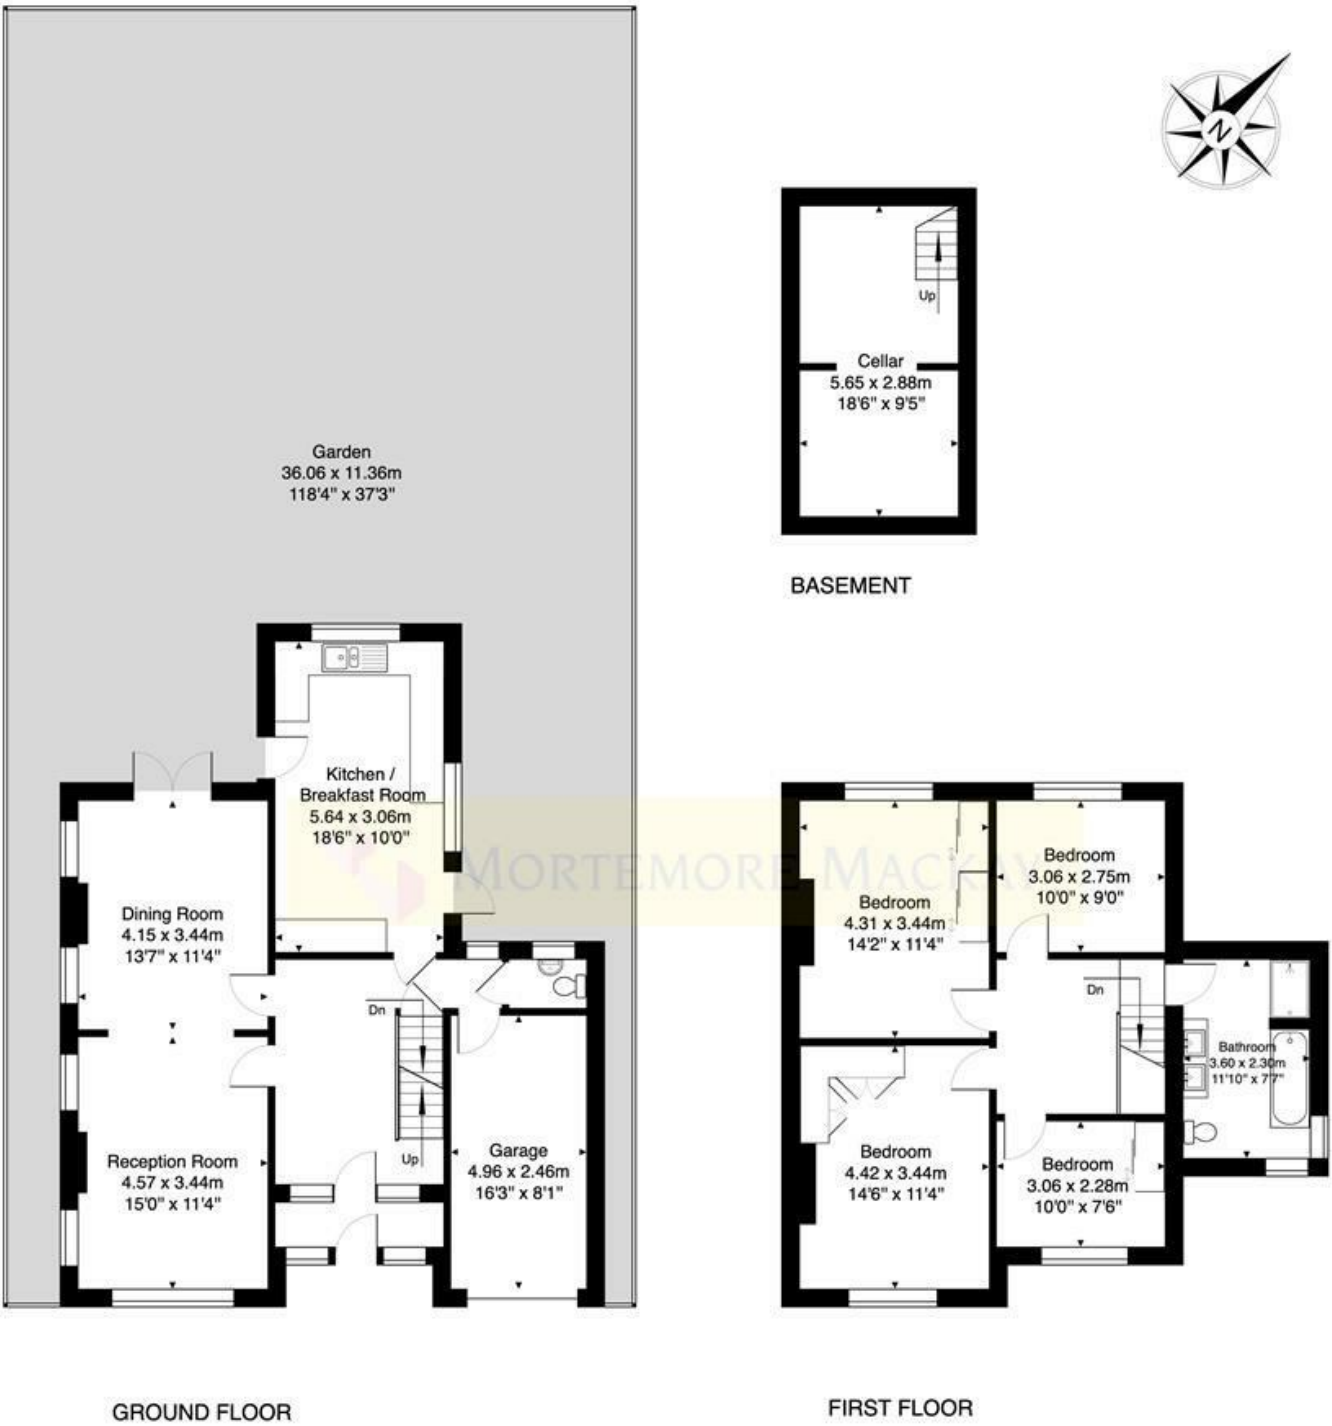 N
Up
Cellar
5.65 x 2.88m
18'6" x 9'5"
BASEMENT
Garden
36.06 x 11.36m
118'4" x 37'3"
Kitchen /
Breakfast Room
5.64 x 3.06m
18'6" x 10'0"
MORTEMORE MACKAY
Dining Room
4.15 x 3.44m
13'7" x 11'4"
Dn
Reception Room
4.57 x 3.44m
15'0" x 11'4"
Up
Garage
4.96 x 2.46m
16'3" x 8'1"
GROUND FLOOR
Bedroom
4.31 x 3.44m
14'2" x 11'4"
Bedroom
3.06 x 2.75m
10'0" x 9'0"
Dn
Bathroom
3.60 x 2.30m
11'10" x 7'7"
Bedroom
4.42 x 3.44m
14'6" x 11'4"
Bedroom
3.06 x 2.28m
10'0" x 7'6"
FIRST FLOOR